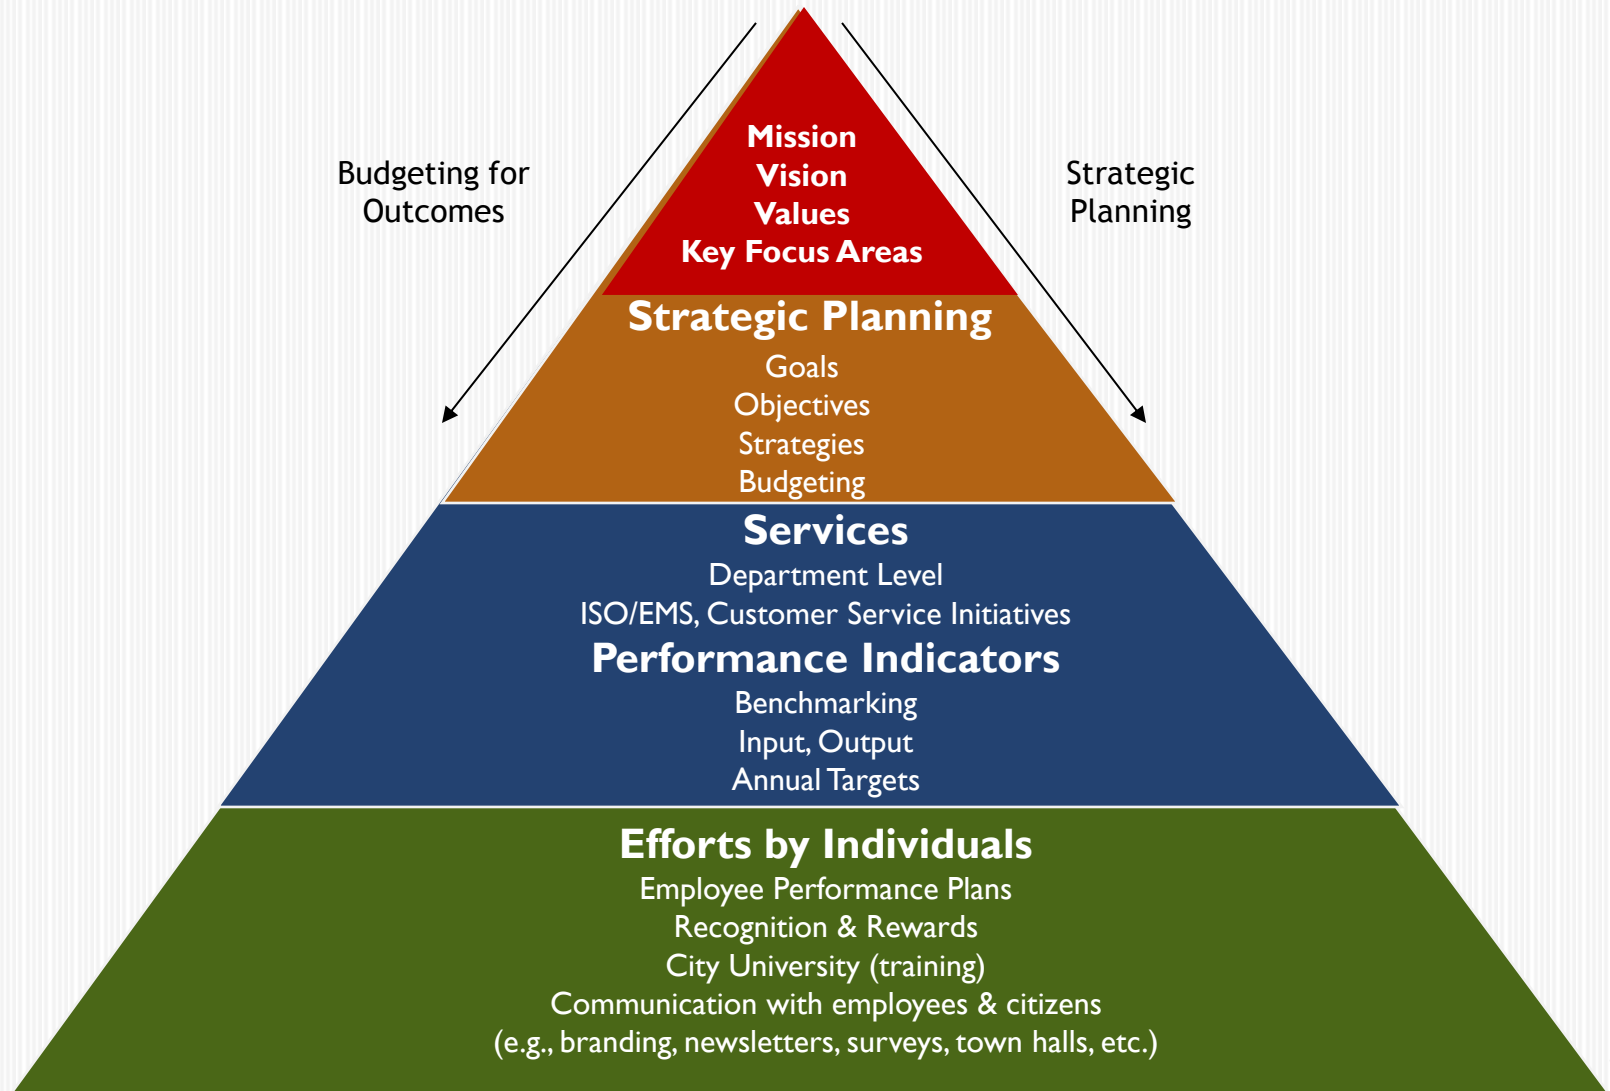 Budgeting for
Outcomes
Strategic
Planning
Mission
Vision
Values
Key Focus Areas
Strategic Planning
Goals
Objectives
Strategies
Budgeting
Services
Department Level
ISO/EMS, Customer Service Initiatives
Performance Indicators
Benchmarking
Input, Output
Annual Targets
Efforts by Individuals
Employee Performance Plans
Recognition & Rewards
City University (training)
Communication with employees & citizens
(e.g., branding, newsletters, surveys, town halls, etc.)